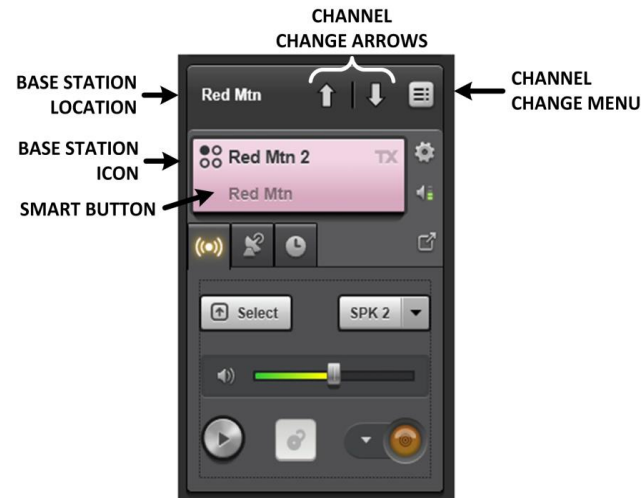 CHANNEL
CHANGE ARROWS
BASE STATION
LOCATION
Red Mtn
CHANNEL
CHANGE MENU
BASE STATION
ICON
Red Mtn 2
TX
SMART BUTTON
Red Mtn
Select
SPK 2